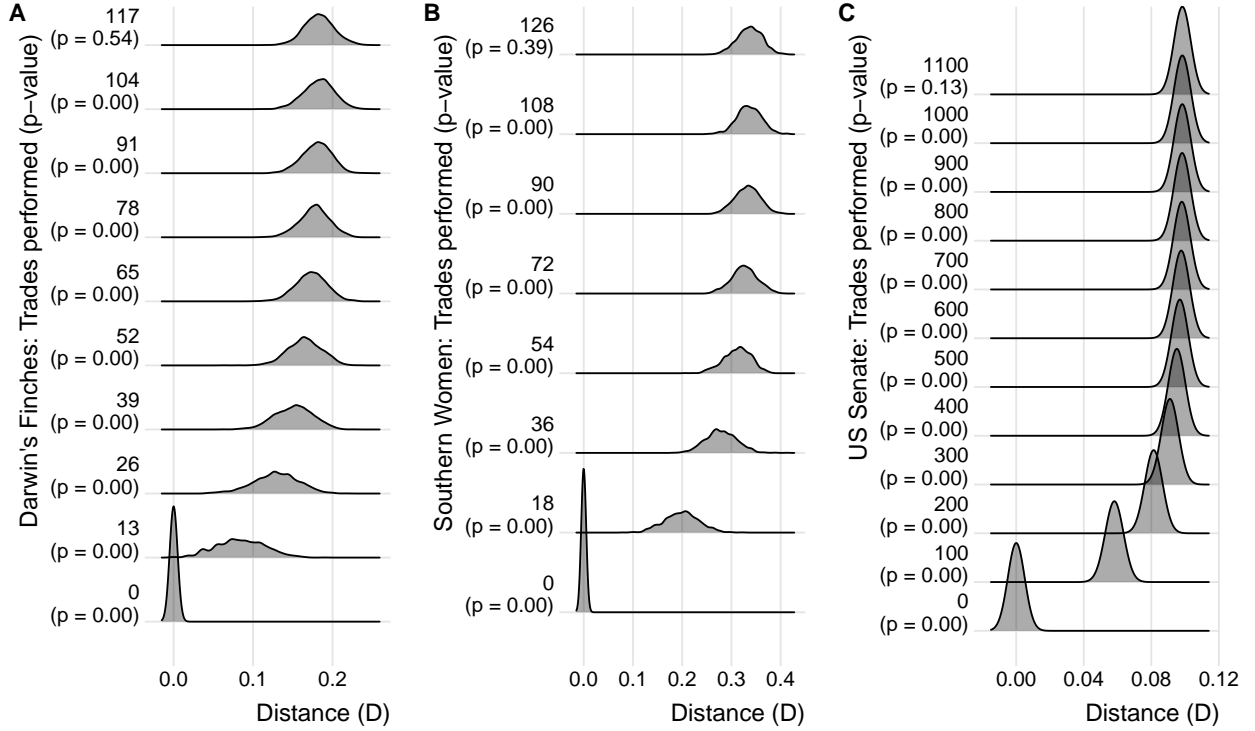 A
Darwin's Finches: Trades performed (p−value)
117
(p = 0.54)
104
(p = 0.00)
91
(p = 0.00)
78
(p = 0.00)
65
(p = 0.00)
52
(p = 0.00)
39
(p = 0.00)
26
(p = 0.00)
13
(p = 0.00)
0
(p = 0.00)
0.0 0.1 0.2
Distance (D)
B
Southern Women: Trades performed (p−value)
126
(p = 0.39)
108
(p = 0.00)
90
(p = 0.00)
72
(p = 0.00)
54
(p = 0.00)
36
(p = 0.00)
18
(p = 0.00)
0
(p = 0.00)
0.0 0.1 0.2 0.3 0.4
Distance (D)
C
US Senate: Trades performed (p−value)
1100
(p = 0.13)
1000
(p = 0.00)
900
(p = 0.00)
800
(p = 0.00)
700
(p = 0.00)
600
(p = 0.00)
500
(p = 0.00)
400
(p = 0.00)
300
(p = 0.00)
200
(p = 0.00)
100
(p = 0.00)
0
(p = 0.00)
0.00 0.04 0.08 0.12
Distance (D)